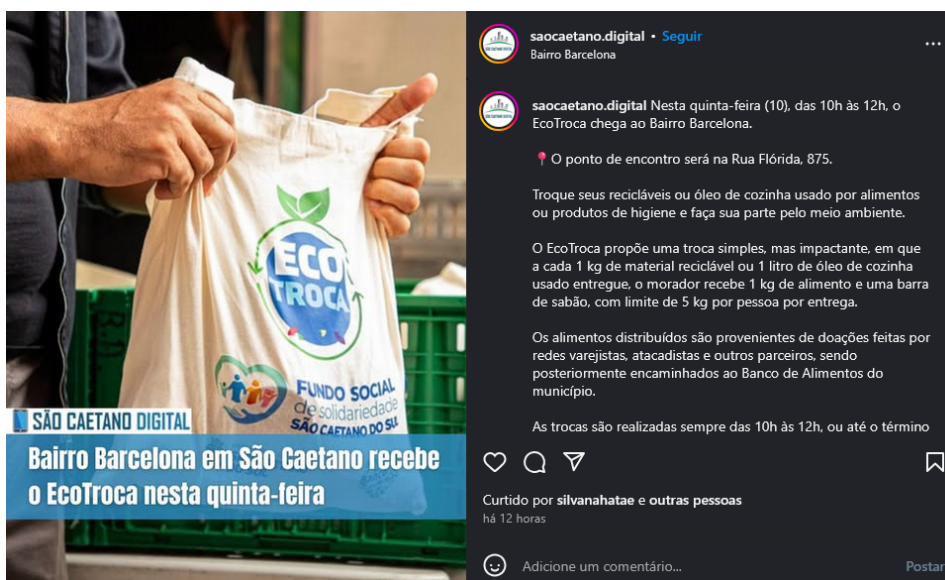 ECO
TROCA
FUNDO SOCIAL
de solidariedade
SÃO CAETANO DO SUL
SÃO CAETANO DIGITAL
Bairro Barcelona em São Caetano recebe
o EcoTroca nesta quinta-feira
saocaetano.digital • Seguir
Bairro Barcelona
saocaetano.digital Nesta quinta-feira (10), das 10h às 12h, o
EcoTroca chega ao Bairro Barcelona.
📍 O ponto de encontro será na Rua Flórida, 875.
Troque seus recicláveis ou óleo de cozinha usado por alimentos
ou produtos de higiene e faça sua parte pelo meio ambiente.
O EcoTroca propõe uma troca simples, mas impactante, em que
a cada 1 kg de material reciclável ou 1 litro de óleo de cozinha
usado entregue, o morador recebe 1 kg de alimento e uma barra
de sabão, com limite de 5 kg por pessoa por entrega.
Os alimentos distribuídos são provenientes de doações feitas por
redes varejistas, atacadistas e outros parceiros, sendo
posteriormente encaminhados ao Banco de Alimentos do
município.
As trocas são realizadas sempre das 10h às 12h, ou até o término
Curtido por silvanahatae e outras pessoas
há 12 horas
Adicione um comentário...
Postar